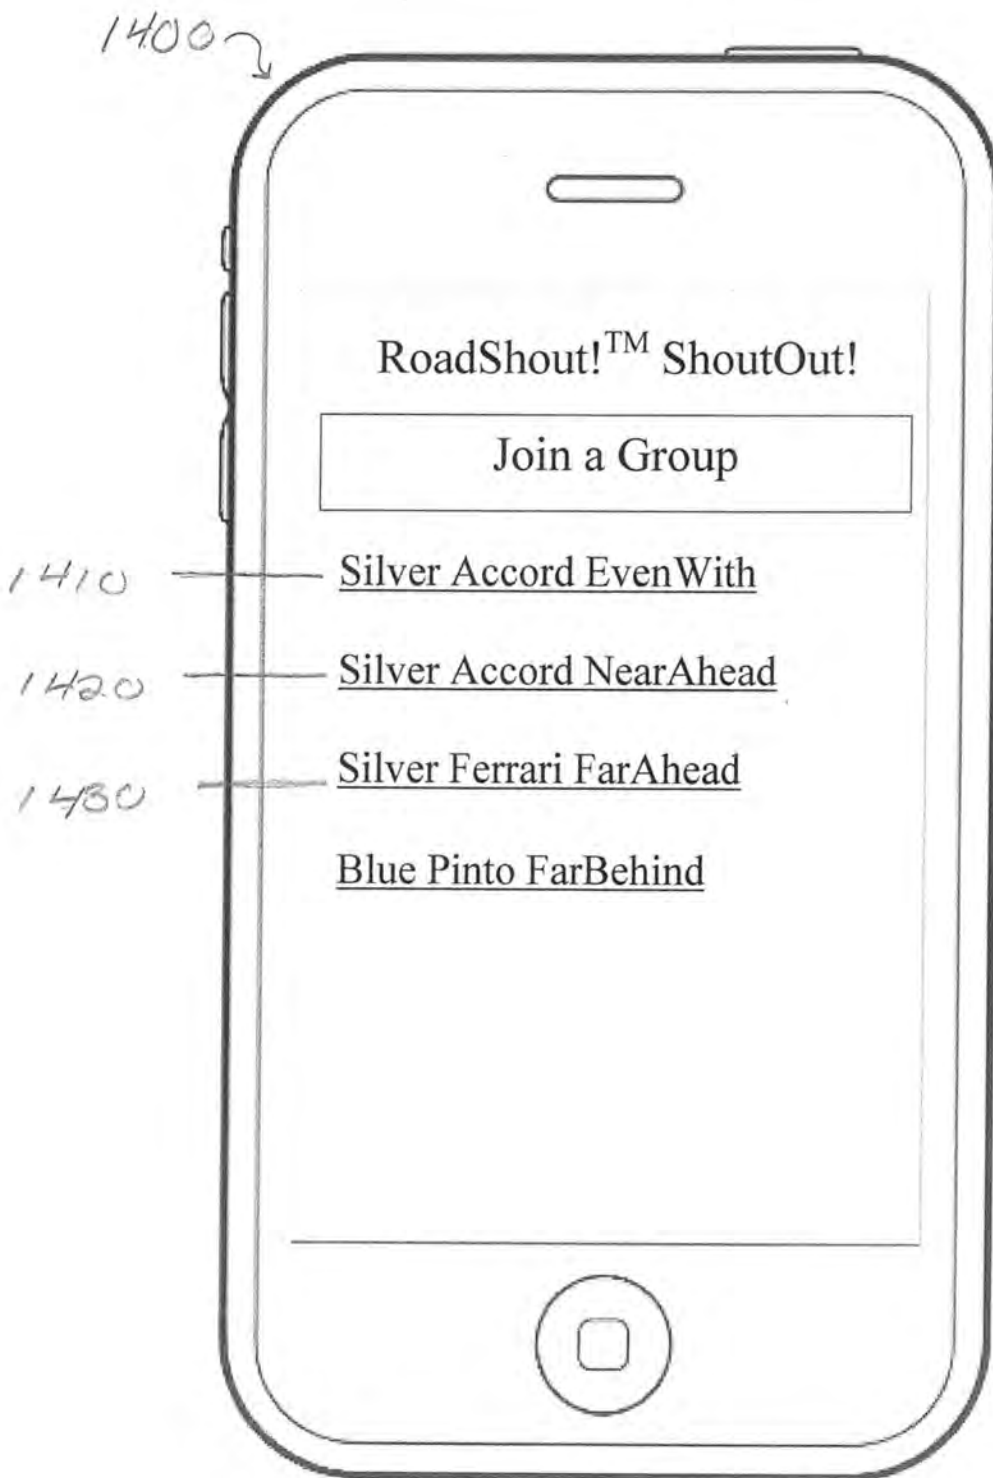 1400
RoadShout!™ ShoutOut!
Join a Group
1410 Silver Accord EvenWith
1420 Silver Accord NearAhead
1430 Silver Ferrari FarAhead
Blue Pinto FarBehind